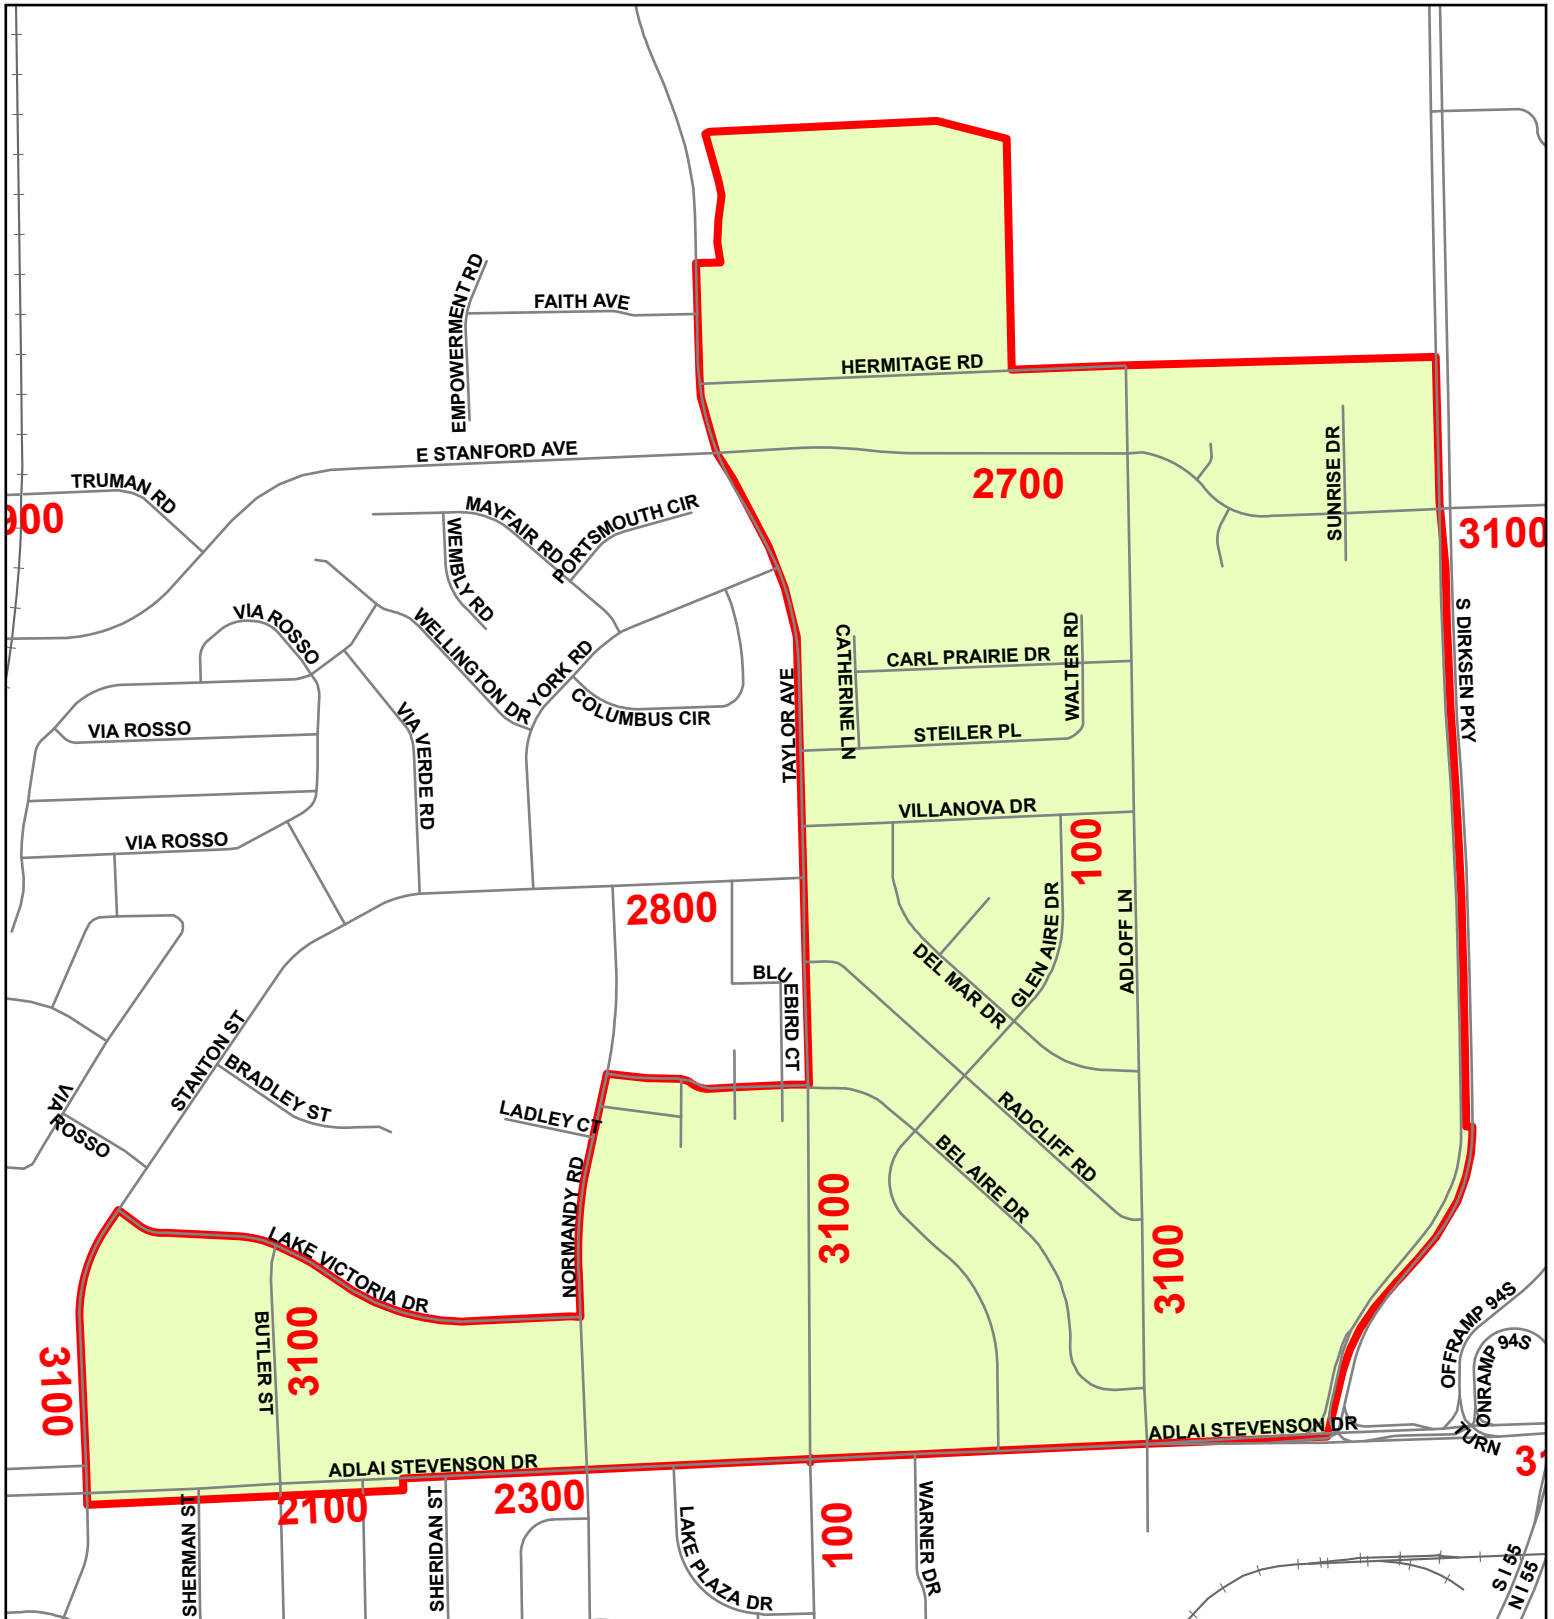 EMPOWERMENT RD
FAITH AVE
HERMITAGE RD
E STANFORD AVE
TRUMAN RD
900
2700
SUNRISE DR
3100
MAYFAIR RD
PORTSMOUTH CIR
WEMBLY RD
VIA ROSSO
WELLINGTON DR
YORK RD
COLUMBUS CIR
TAYLOR AVE
CATHERINE LN
CARL PRAIRIE DR
WALTER RD
S DIRKSEN PKY
STEILER PL
VIA ROSSO
VIA VERDE RD
VIA ROSSO
VILLANOVA DR
100
2800
GLEN AIRE DR
ADLOFF LN
DEL MAR DR
BLUEBIRD CT
STANTON ST
BRADLEY ST
VIA
ROSSO
LADLEY CT
RADCLIFF RD
BEL AIRE DR
NORMANDY RD
3100
3100
LAKE VICTORIA DR
BUTLER ST
3100
3100
OFFRAMP 94S
ONRAMP 94S
TURN
ADLAI STEVENSON DR
ADLAI STEVENSON DR
31
2100
2300
SHERMAN ST
SHERIDAN ST
LAKE PLAZA DR
100
WARNER DR
S I 55
N I 55